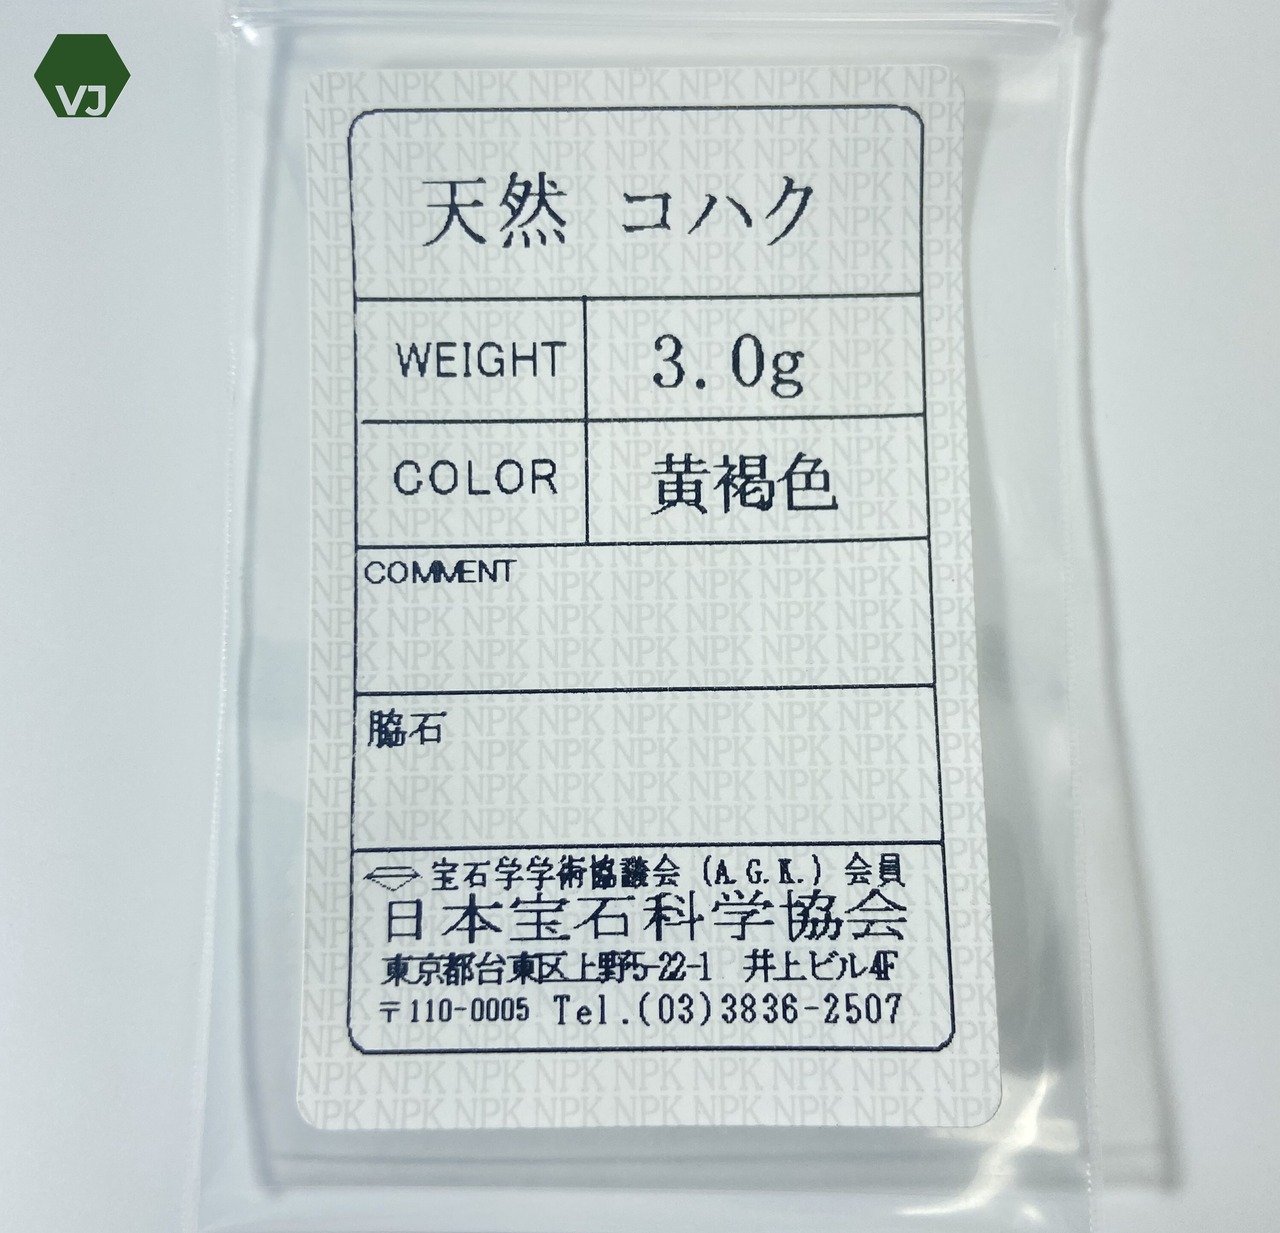 VJ
天然 コハク
WEIGHT 3.0g
COLOR 黄褐色
COMMENT
脇石
宝石学学術協議会 (A.G.K.) 会員
日本宝石科学協会
東京都台東区上野5-22-1 井上ビル4F
〒110-0005 Tel.(03)3836-2507
NPK